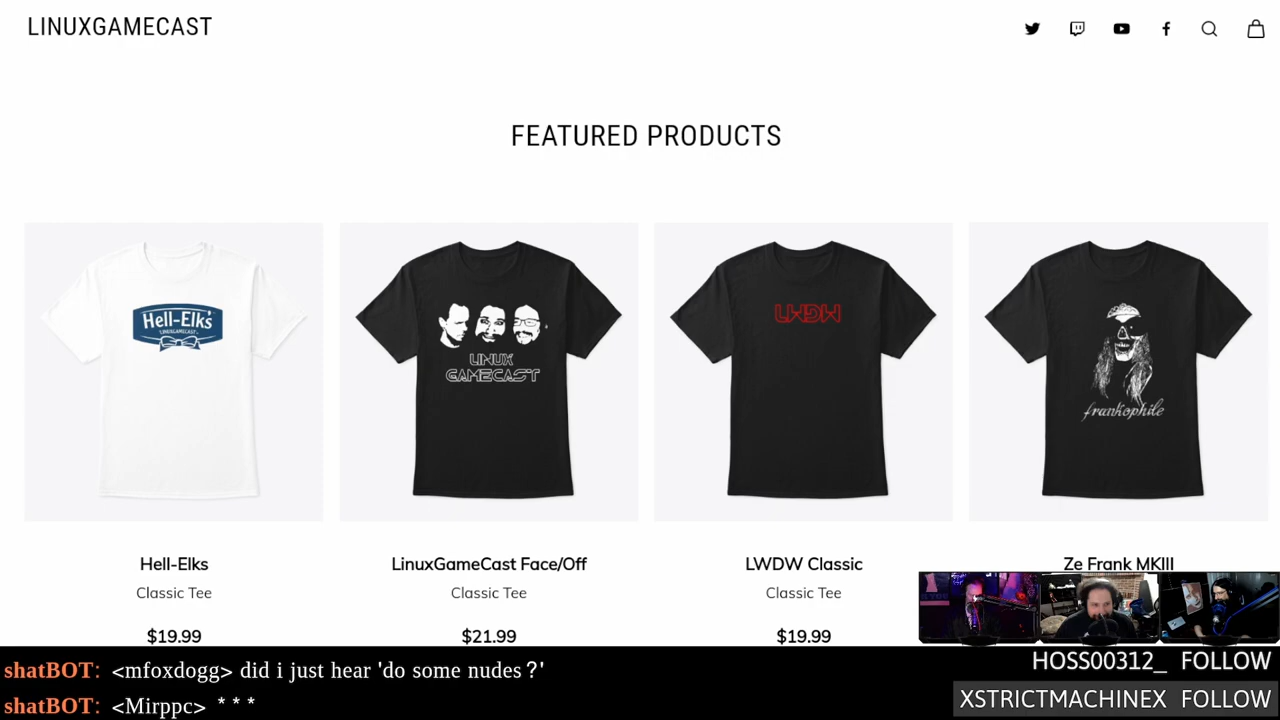 LINUXGAMECAST
FEATURED PRODUCTS
Hell-Elks
LINUXGAMECAST
LINUX
GAMECAST
LWDW
frankophile
Hell-Elks
LinuxGameCast Face/Off
LWDW Classic
Ze Frank MKIII
Classic Tee
Classic Tee
Classic Tee
$19.99
$21.99
$19.99
shatBOT: <mfoxdogg> did i just hear 'do some nudes ?'
shatBOT: <Mirppc> ***
HOSS00312_ FOLLOW
XSTRICTMACHINEX FOLLOW